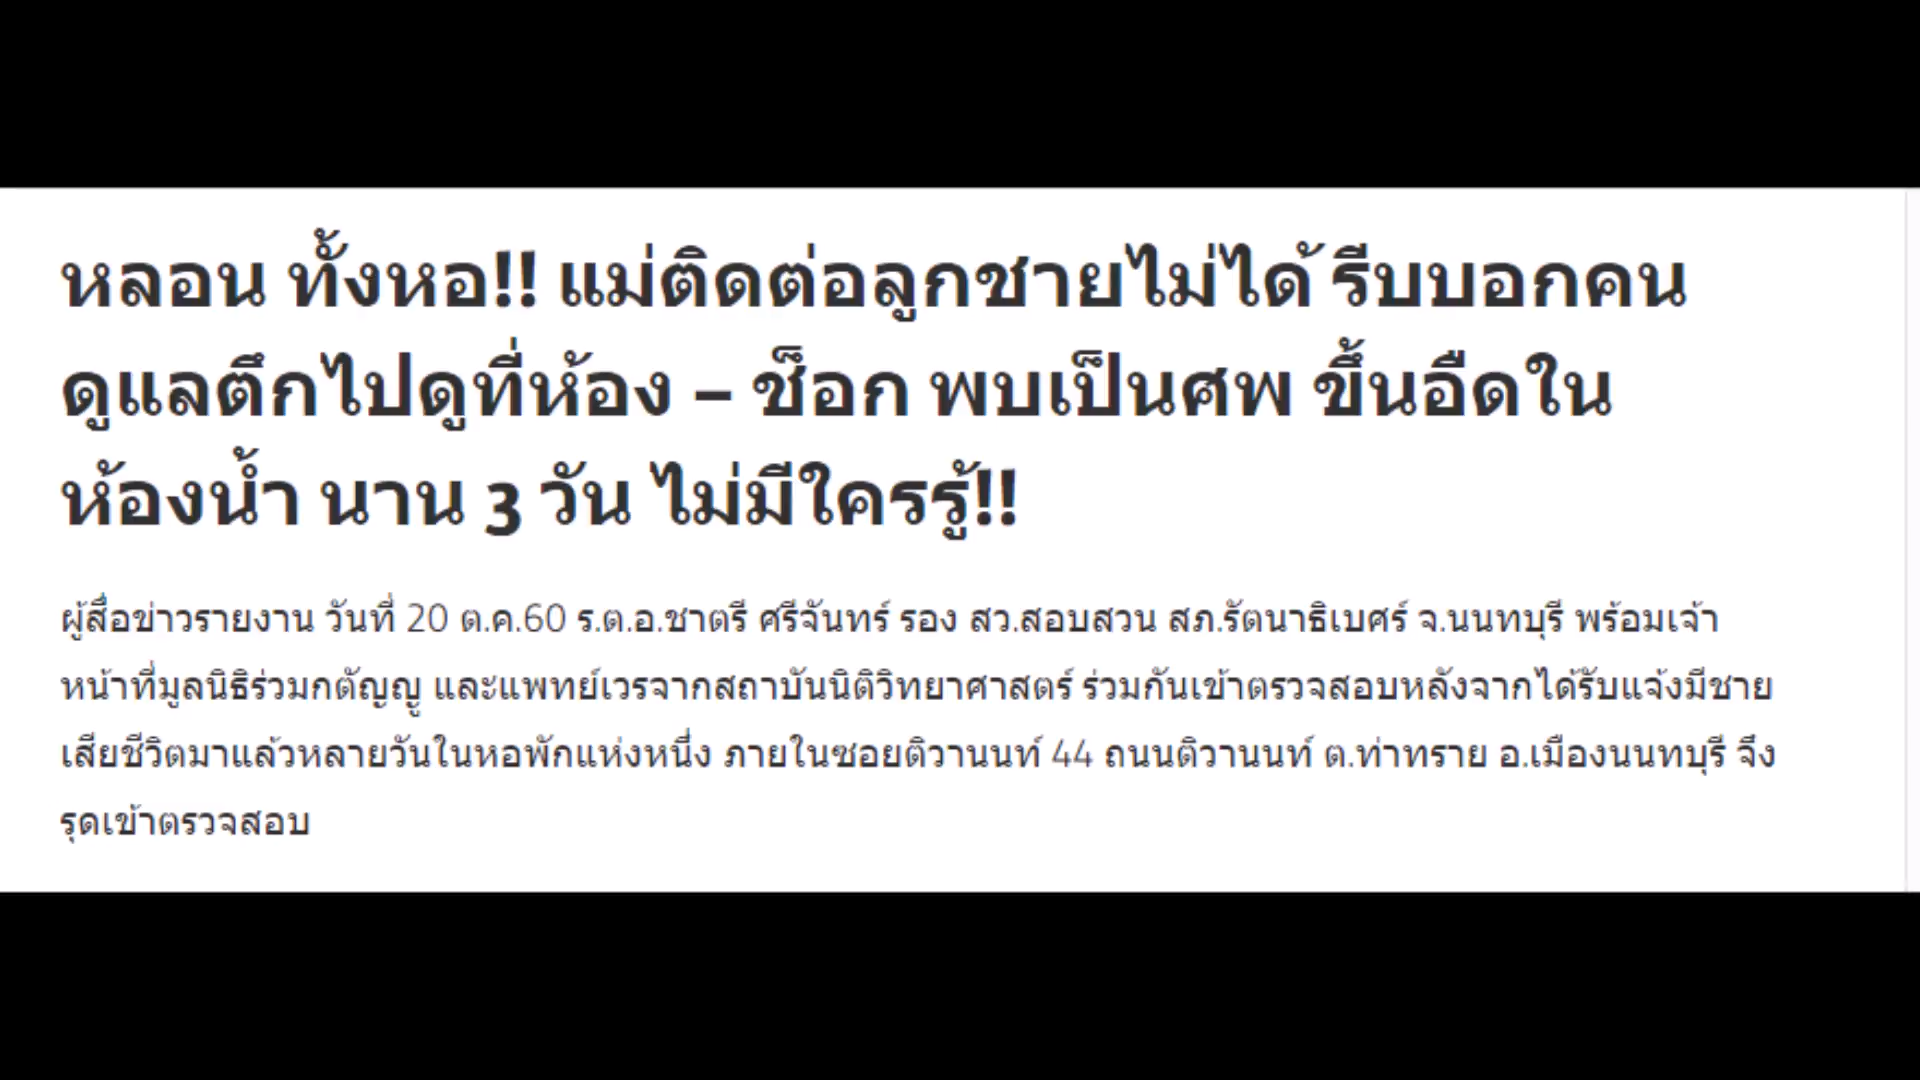 หลอน ทั้งหอ!! แม่ติดต่อลูกชายไม่ได้ รีบบอกคน
ดูแลตึกไปดูที่ห้อง – ช็อก พบเป็นศพ ขึ้นอืดใน
ห้องน้ำ นาน 3 วัน ไม่มีใครรู้!!
ผู้สื่อข่าวรายงาน วันที่ 20 ต.ค.60 ร.ต.อ.ชาตรี ศรีจันทร์ รอง สว.สอบสวน สภ.รัตนาธิเบศร์ จ.นนทบุรี พร้อมเจ้า
หน้าที่มูลนิธิร่วมกตัญญู และแพทย์เวรจากสถาบันนิติวิทยาศาสตร์ ร่วมกันเข้าตรวจสอบหลังจากได้รับแจ้งมีชาย
เสียชีวิตมาแล้วหลายวันในหอพักแห่งหนึ่ง ภายในซอยติวานนท์ 44 ถนนติวานนท์ ต.ท่าทราย อ.เมืองนนทบุรี จึง
รุดเข้าตรวจสอบ